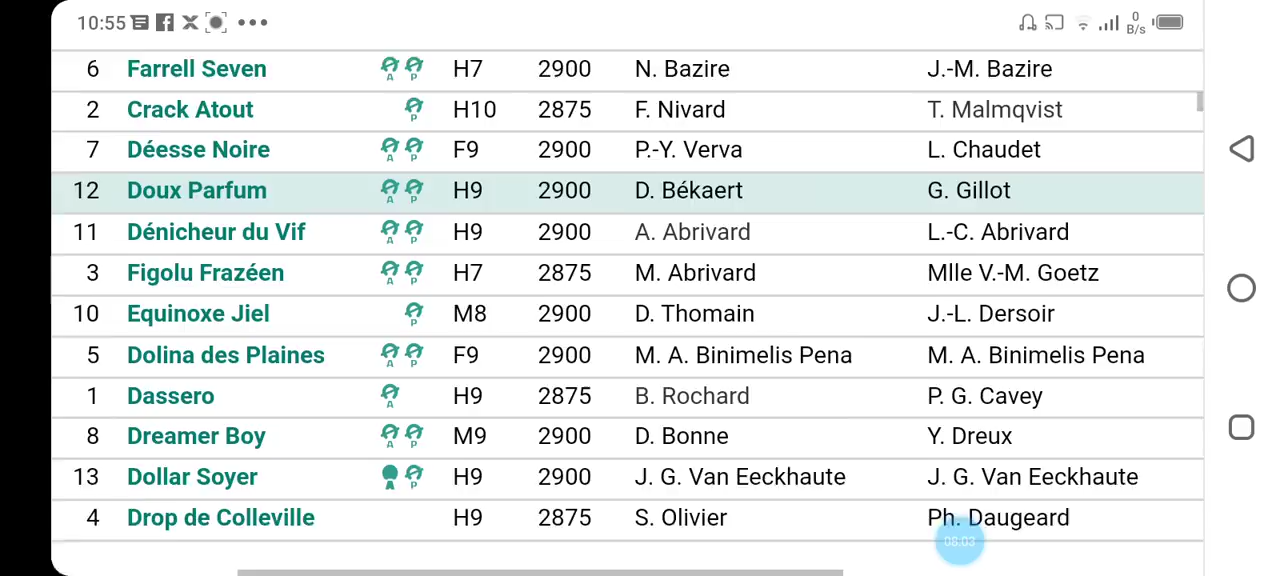 10:55 0 B/s
6 Farrell Seven A P H7 2900 N. Bazire J.-M. Bazire
2 Crack Atout P H10 2875 F. Nivard T. Malmqvist
7 Déesse Noire A P F9 2900 P.-Y. Verva L. Chaudet
12 Doux Parfum A P H9 2900 D. Békaert G. Gillot
11 Dénicheur du Vif A P H9 2900 A. Abrivard L.-C. Abrivard
3 Figolu Frazéen A P H7 2875 M. Abrivard Mlle V.-M. Goetz
10 Equinoxe Jiel P M8 2900 D. Thomain J.-L. Dersoir
5 Dolina des Plaines A P F9 2900 M. A. Binimelis Pena M. A. Binimelis Pena
1 Dassero A H9 2875 B. Rochard P. G. Cavey
8 Dreamer Boy A P M9 2900 D. Bonne Y. Dreux
13 Dollar Soyer A P H9 2900 J. G. Van Eeckhaute J. G. Van Eeckhaute
4 Drop de Colleville H9 2875 S. Olivier Ph. Daugeard
08:03